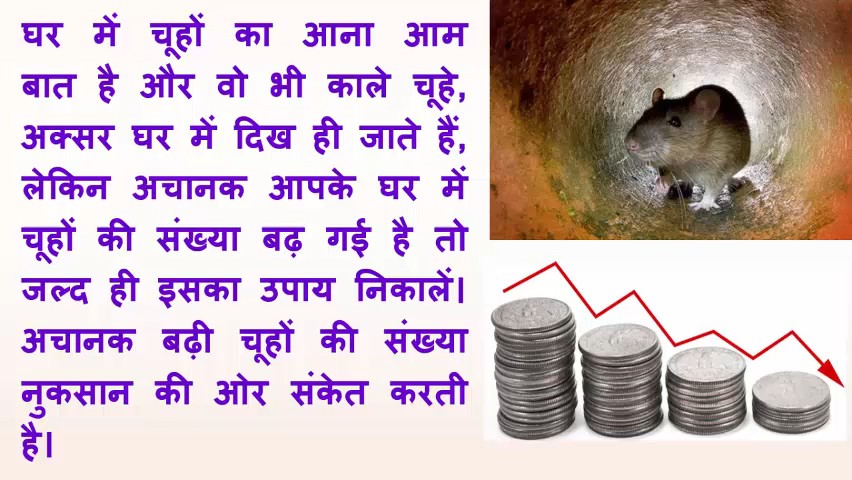 घर में चूहों का आना आम
बात है और वो भी काले चूहे,
अक्सर घर में दिख ही जाते हैं,
लेकिन अचानक आपके घर में
चूहों की संख्या बढ़ गई है तो
जल्द ही इसका उपाय निकालें।
अचानक बढ़ी चूहों की संख्या
नुकसान की ओर संकेत करती
है।